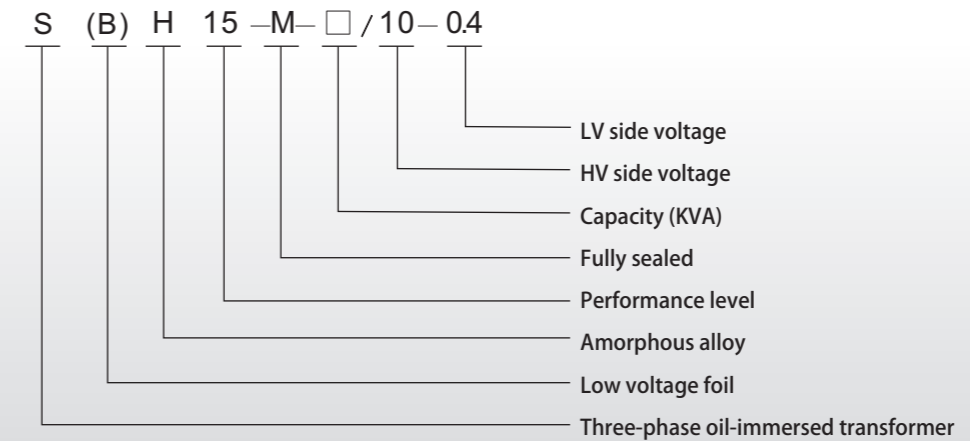 S (B) H 15 –M– □ / 10 – 0.4
LV side voltage
HV side voltage
Capacity (KVA)
Fully sealed
Performance level
Amorphous alloy
Low voltage foil
Three-phase oil-immersed transformer